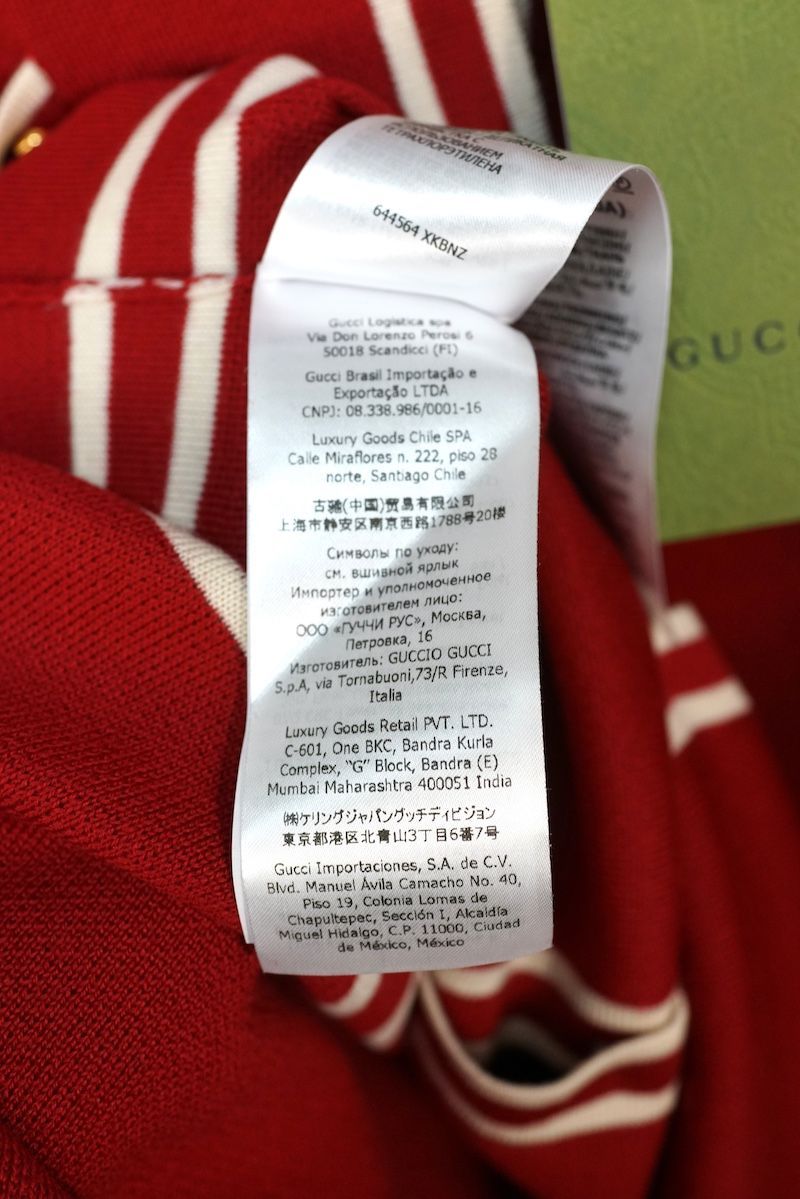 ТЕТРАХЛОРЭТИЛЕНА
644564 XKBNZ
Gucci Logistica spa
Via Don Lorenzo Perosi 6
50018 Scandicci (FI)
Gucci Brasil Importação e
Exportação LTDA
CNPJ: 08.338.986/0001-16
Luxury Goods Chile SPA
Calle Miraflores n. 222, piso 28
norte, Santiago Chile
古驰(中国)贸易有限公司
上海市静安区南京西路1788号20楼
Символы по уходу:
см. вшивной ярлык
Импортер и уполномоченное
изготовителем лицо:
ООО «ГУЧЧИ РУС», Москва,
Петровка, 16
Изготовитель: GUCCIO GUCCI
S.p.A, via Tornabuoni,73/R Firenze,
Italia
Luxury Goods Retail PVT. LTD.
C-601, One BKC, Bandra Kurla
Complex, "G" Block, Bandra (E)
Mumbai Maharashtra 400051 India
㈱ケリングジャパングッチディビジョン
東京都港区北青山3丁目6番7号
Gucci Importaciones, S.A. de C.V.
Blvd. Manuel Ávila Camacho No. 40,
Piso 19, Colonia Lomas de
Chapultepec, Sección I, Alcaldía
Miguel Hidalgo, C.P. 11000, Ciudad
de México, México
GUCC